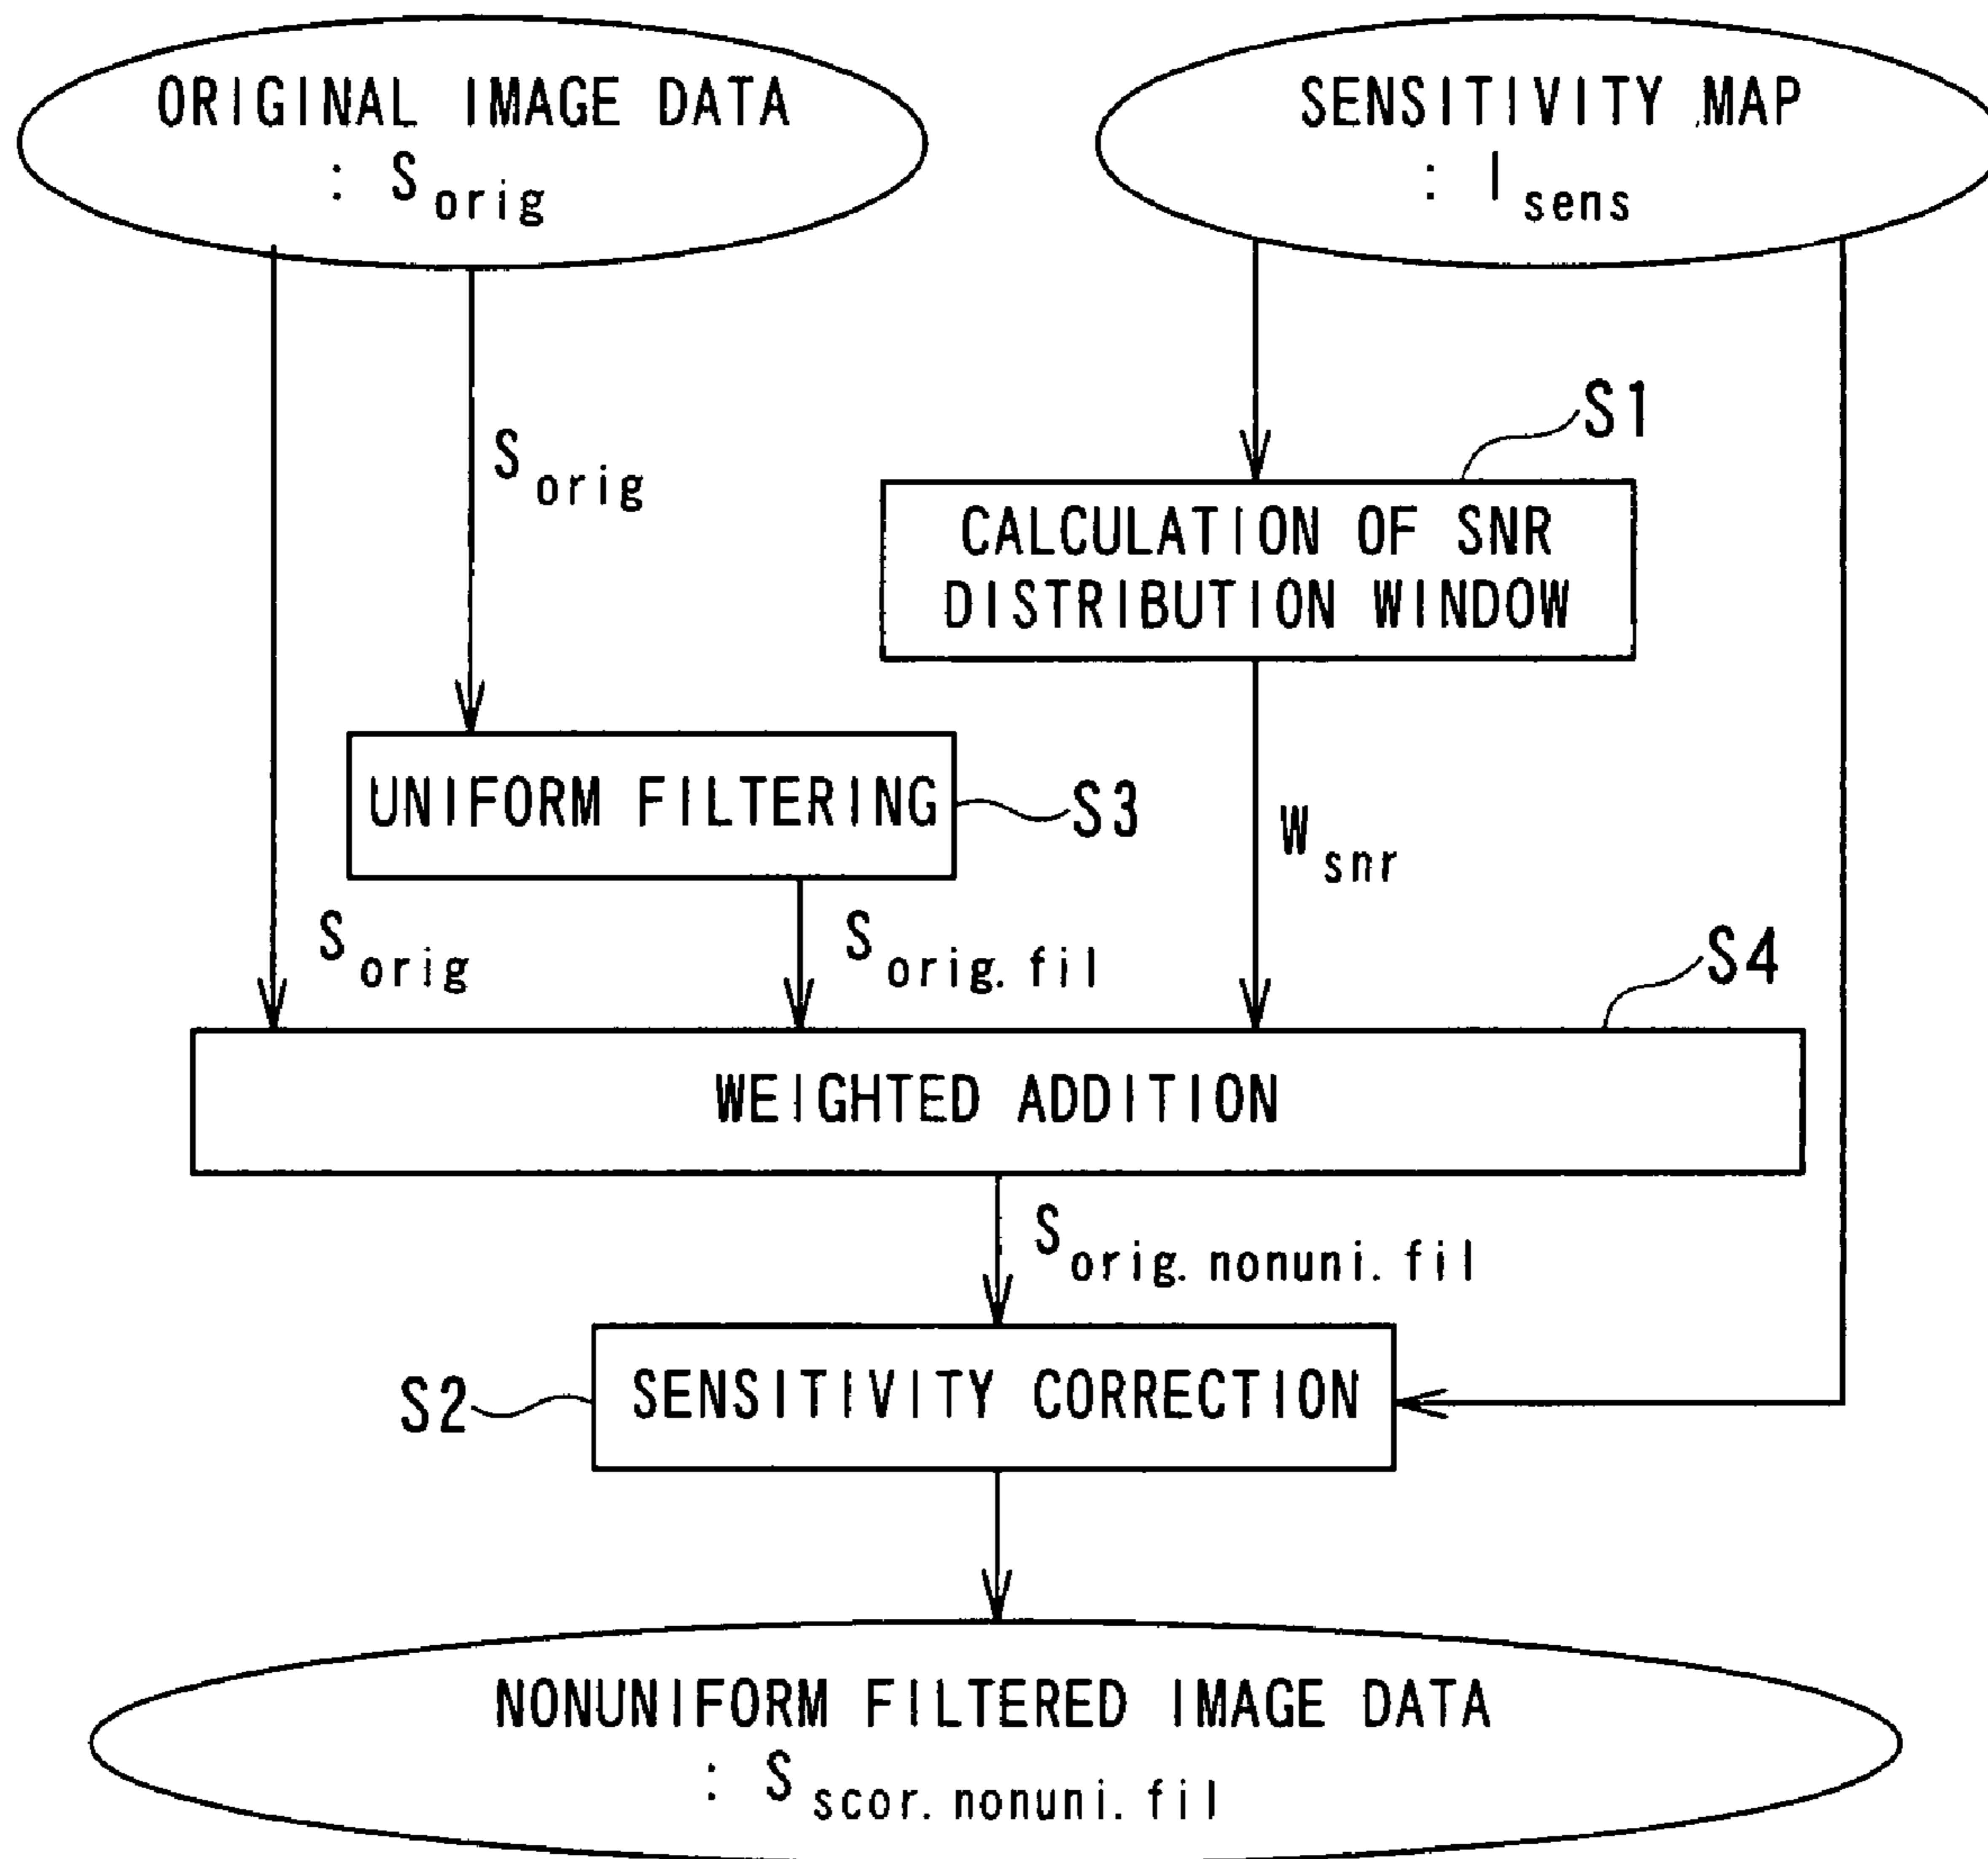 ORIGINAL IMAGE DATA
: S orig
SENSITIVITY MAP
: I sens
S1
S orig
CALCULATION OF SNR
DISTRIBUTION WINDOW
UNIFORM FILTERING
S3
W snr
S orig
S orig. fil
S4
WEIGHTED ADDITION
S orig. nonuni. fil
S2
SENSITIVITY CORRECTION
NONUNIFORM FILTERED IMAGE DATA
: S scor. nonuni. fil